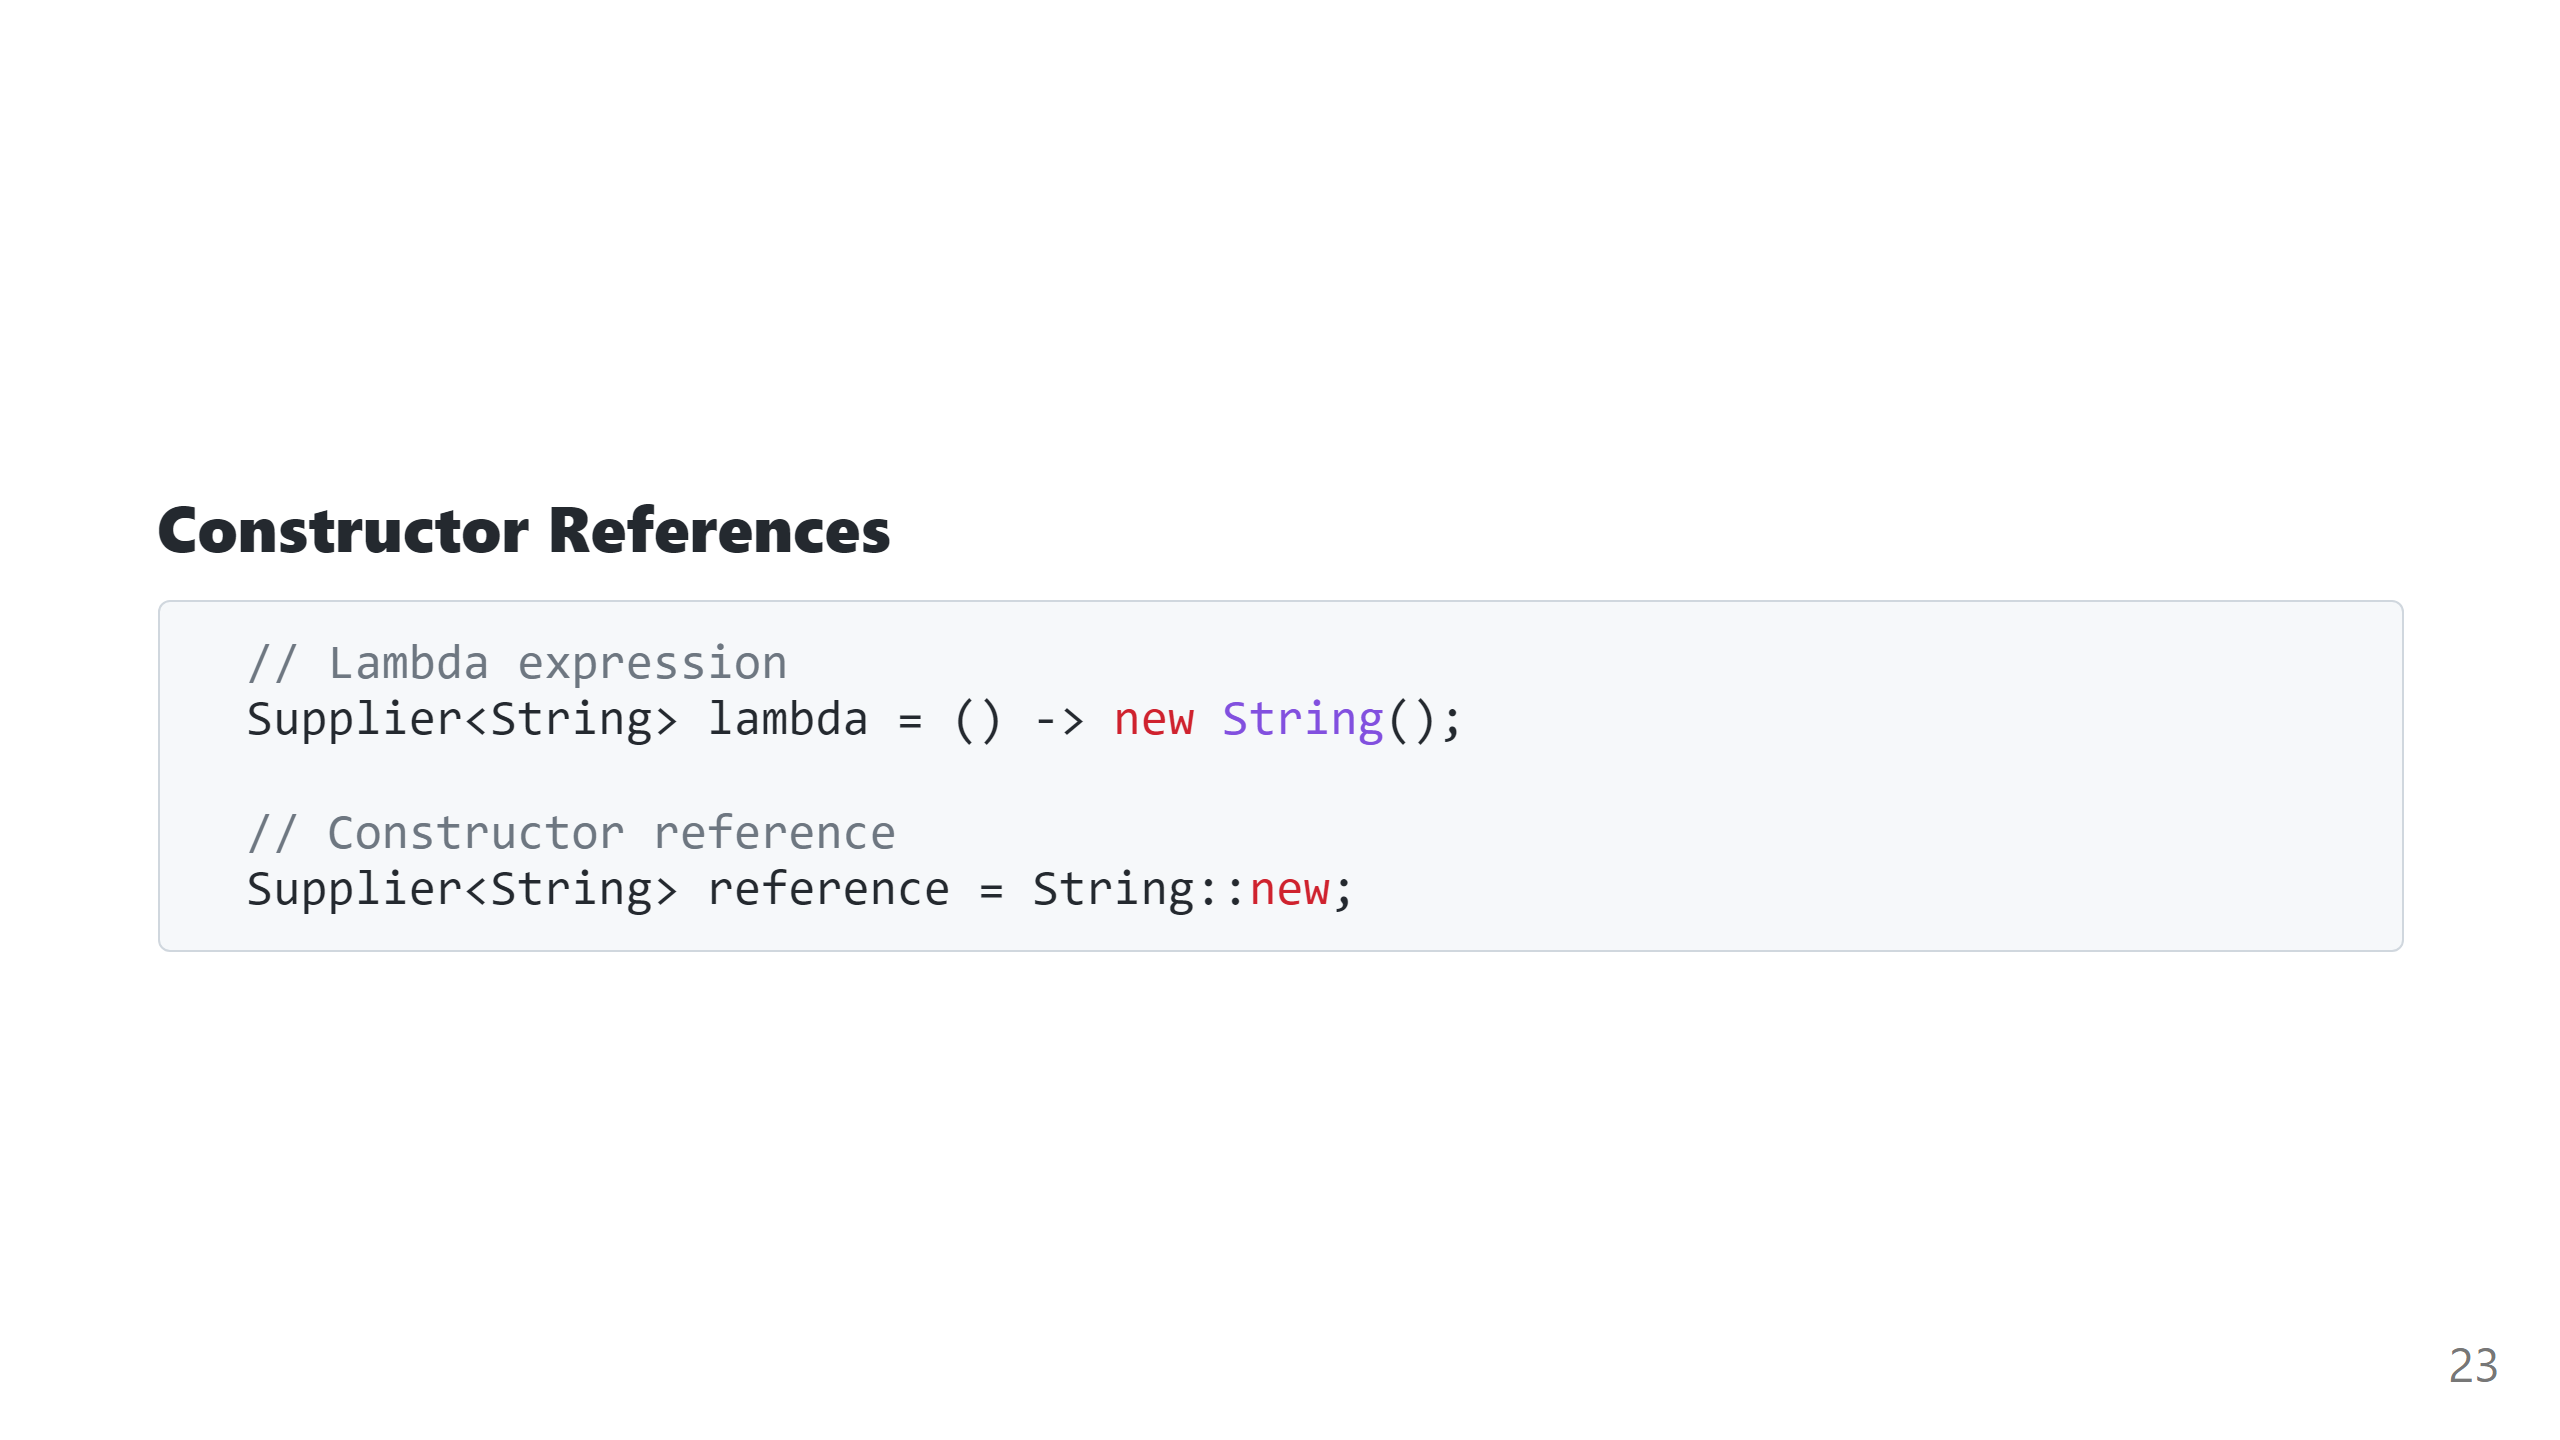 Constructor References
// Lambda expression
Supplier<String> lambda = () -> new String();
// Constructor reference
Supplier<String> reference = String::new;
23